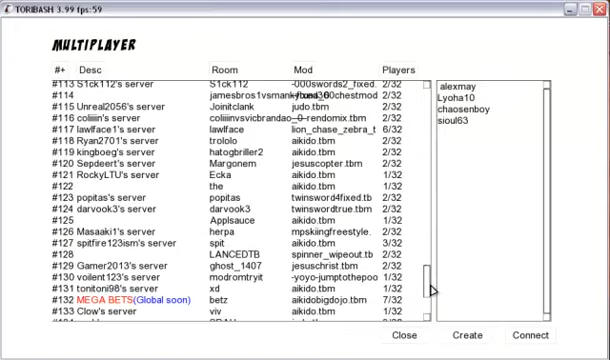 TORIBASH 3.99 fps:59
MULTIPLAYER
#+ Desc Room Mod Players
#113 S1ck112's server S1ck112 -000swords2_fixed. 2/32
#114 2/32
#115 Unreal2056's server Joinitclank judo.tbm 2/32
#116 coliiiin's server 2/32
#117 lawlface1's server lawlface lion_chase_zebra_t 6/32
#118 Ryan2701's server trololo aikido.tbm 2/32
#119 kingboeg's server hatogbriller2 aikido.tbm 2/32
#120 Sepdeert's server Margonem jesuscopter.tbm 2/32
#121 RockyLTU's server Ecka aikido.tbm 1/32
#122 the aikido.tbm 1/32
#123 popitas's server popitas twinsword4fixed.tb 2/32
#124 darvook3's server darvook3 twinswordtrue.tbm 2/32
#125 Applsauce aikido.tbm 1/32
#126 Masaaki1's server herpa mpskiingfreestyle. 2/32
#127 spitfire123ism's server spit aikido.tbm 3/32
#128 LANCEDTB spinner_wipeout.tb 2/32
#129 Gamer2013's server ghost_1407 jesuschrist.tbm 2/32
#130 voilent123's server modromtryit -yoyo-jumptothepoo 1/32
#131 tonitoni98's server xd aikido.tbm 1/32
#132 MEGA BETS(Global soon) betz aikidobigdojo.tbm 7/32
#133 Clow's server viv aikido.tbm 1/32
alexmay
Lyoha10
chaosenboy
sioul63
Close Create Connect